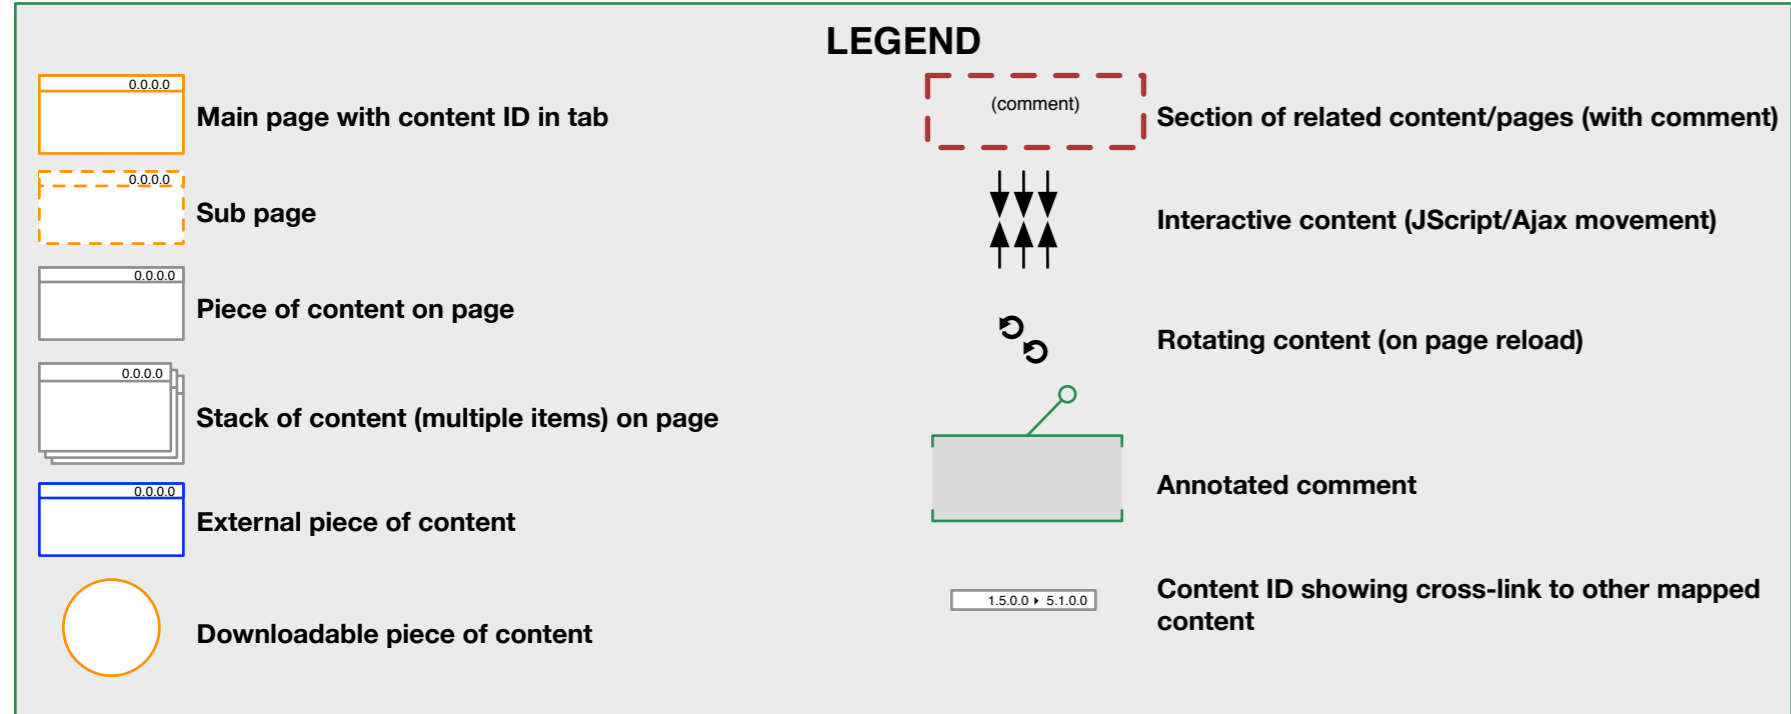 LEGEND
0.0.0.0
Main page with content ID in tab
0.0.0.0
Sub page
0.0.0.0
Piece of content on page
0.0.0.0
Stack of content (multiple items) on page
0.0.0.0
External piece of content
Downloadable piece of content
(comment)
Section of related content/pages (with comment)
Interactive content (JScript/Ajax movement)
Rotating content (on page reload)
Annotated comment
1.5.0.0 ▸ 5.1.0.0
Content ID showing cross-link to other mapped
content